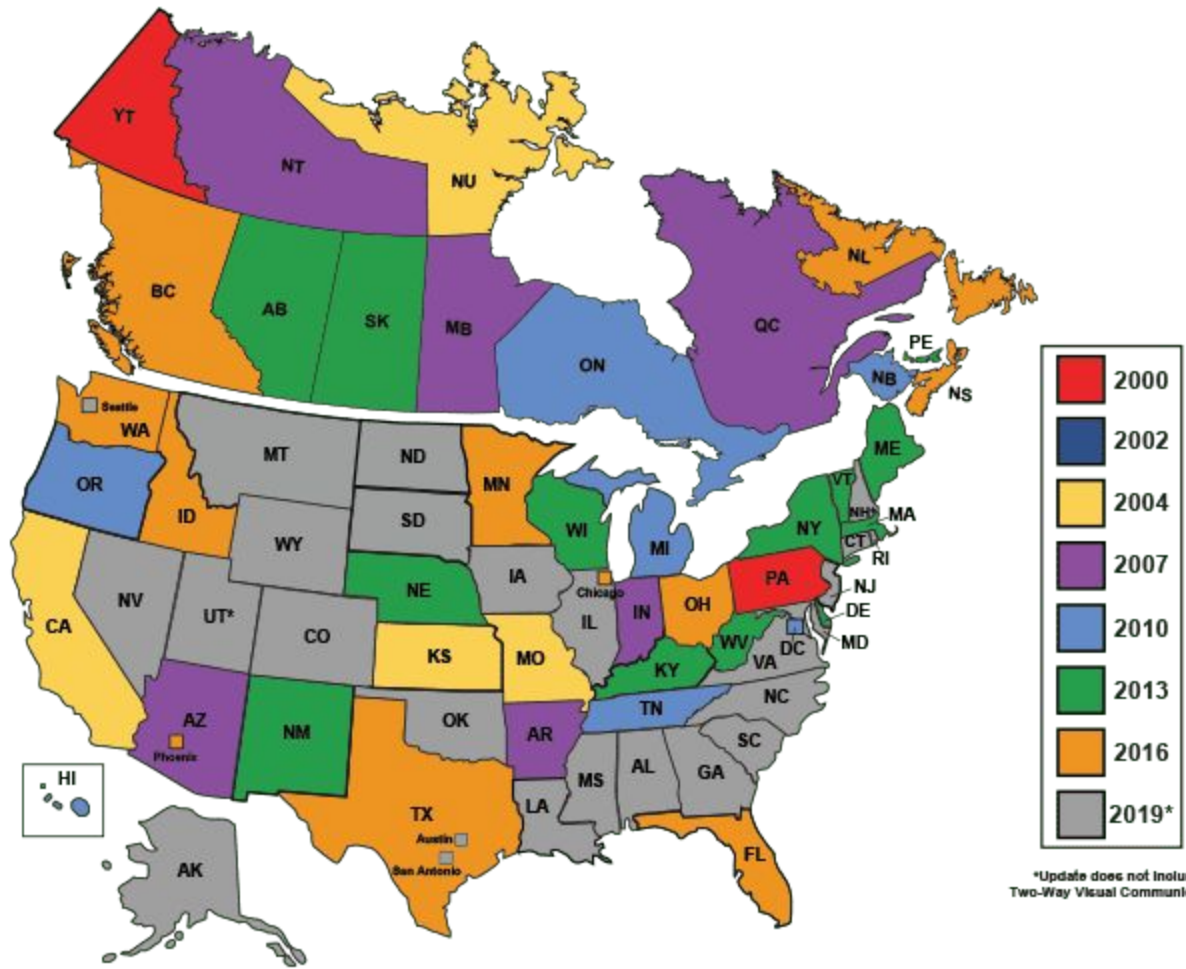 YT
NT
NU
BC
AB
SK
MB
ON
QC
NL
PE
NB
NS
Seattle
WA
OR
MT
ND
MN
ID
SD
WY
WI
MI
NY
VT
NH*
ME
MA
CT
RI
CA
NV
UT*
CO
NE
IA
Chicago
IL
IN
OH
PA
NJ
DE
MD
DC
WV
VA
KS
MO
KY
AZ
Phoenix
NM
OK
AR
TN
NC
SC
MS
AL
GA
LA
TX
Austin
San Antonio
FL
HI
AK
2000
2002
2004
2007
2010
2013
2016
2019*
*Update does not inclu
Two-Way Visual Communi